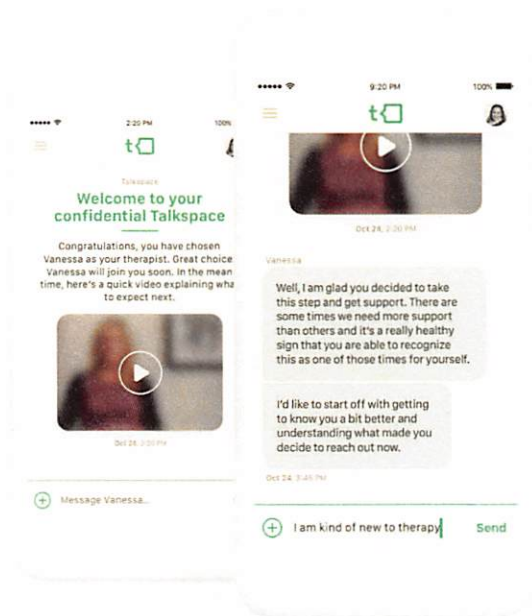 2:20 PM
100%
t
Talkspace
Welcome to your
confidential Talkspace
Congratulations, you have chosen
Vanessa as your therapist. Great choice
Vanessa will join you soon. In the mean
time, here's a quick video explaining wha
to expect next.
Oct 24, 2:20 PM
Message Vanessa...
9:20 PM
100%
t
Oct 24, 2:20 PM
Vanessa
Well, I am glad you decided to take
this step and get support. There are
some times we need more support
than others and it's a really healthy
sign that you are able to recognize
this as one of those times for yourself.
I'd like to start off with getting
to know you a bit better and
understanding what made you
decide to reach out now.
Oct 24, 3:45 PM
I am kind of new to therapy
Send